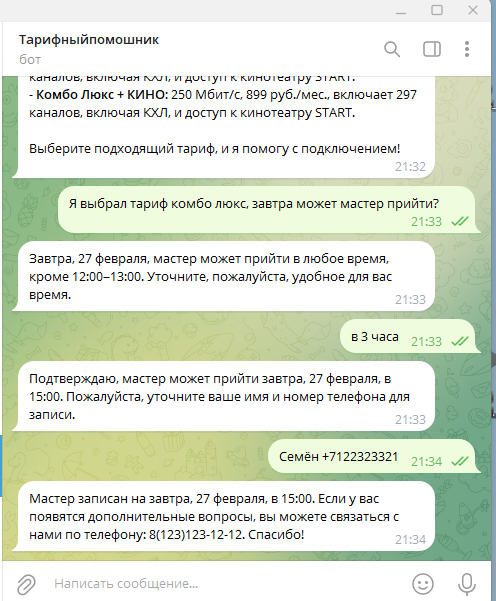 Тарифныйпомошник
бот
каналов, включая КХЛ, и доступ к кинотеатру START.
- Комбо Люкс + КИНО: 250 Мбит/с, 899 руб./мес., включает 297
каналов, включая КХЛ, и доступ к кинотеатру START.
Выберите подходящий тариф, и я помогу с подключением!
21:32
Я выбрал тариф комбо люкс, завтра может мастер прийти?
21:33
Завтра, 27 февраля, мастер может прийти в любое время,
кроме 12:00–13:00. Уточните, пожалуйста, удобное для вас
время.
21:33
в 3 часа
21:33
Подтверждаю, мастер может прийти завтра, 27 февраля, в
15:00. Пожалуйста, уточните ваше имя и номер телефона для
записи.
21:33
Семён +7122323321
21:34
Мастер записан на завтра, 27 февраля, в 15:00. Если у вас
появятся дополнительные вопросы, вы можете связаться с
нами по телефону: 8(123)123-12-12. Спасибо!
21:34
Написать сообщение...